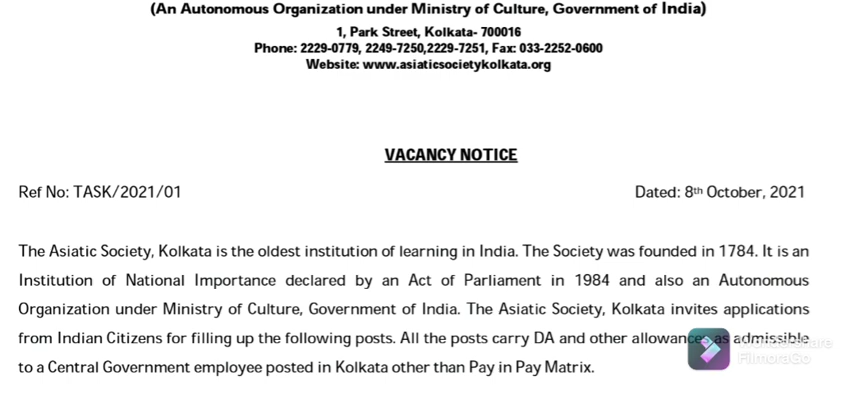 (An Autonomous Organization under Ministry of Culture, Government of India)
1, Park Street, Kolkata- 700016
Phone: 2229-0779, 2249-7250,2229-7251, Fax: 033-2252-0600
Website: www.asiaticsocietykolkata.org
VACANCY NOTICE
Ref No: TASK/2021/01 Dated: 8th October, 2021
The Asiatic Society, Kolkata is the oldest institution of learning in India. The Society was founded in 1784. It is an
Institution of National Importance declared by an Act of Parliament in 1984 and also an Autonomous
Organization under Ministry of Culture, Government of India. The Asiatic Society, Kolkata invites applications
from Indian Citizens for filling up the following posts. All the posts carry DA and other allowances as admissible
to a Central Government employee posted in Kolkata other than Pay in Pay Matrix.
Wondershare
FilmoraGo